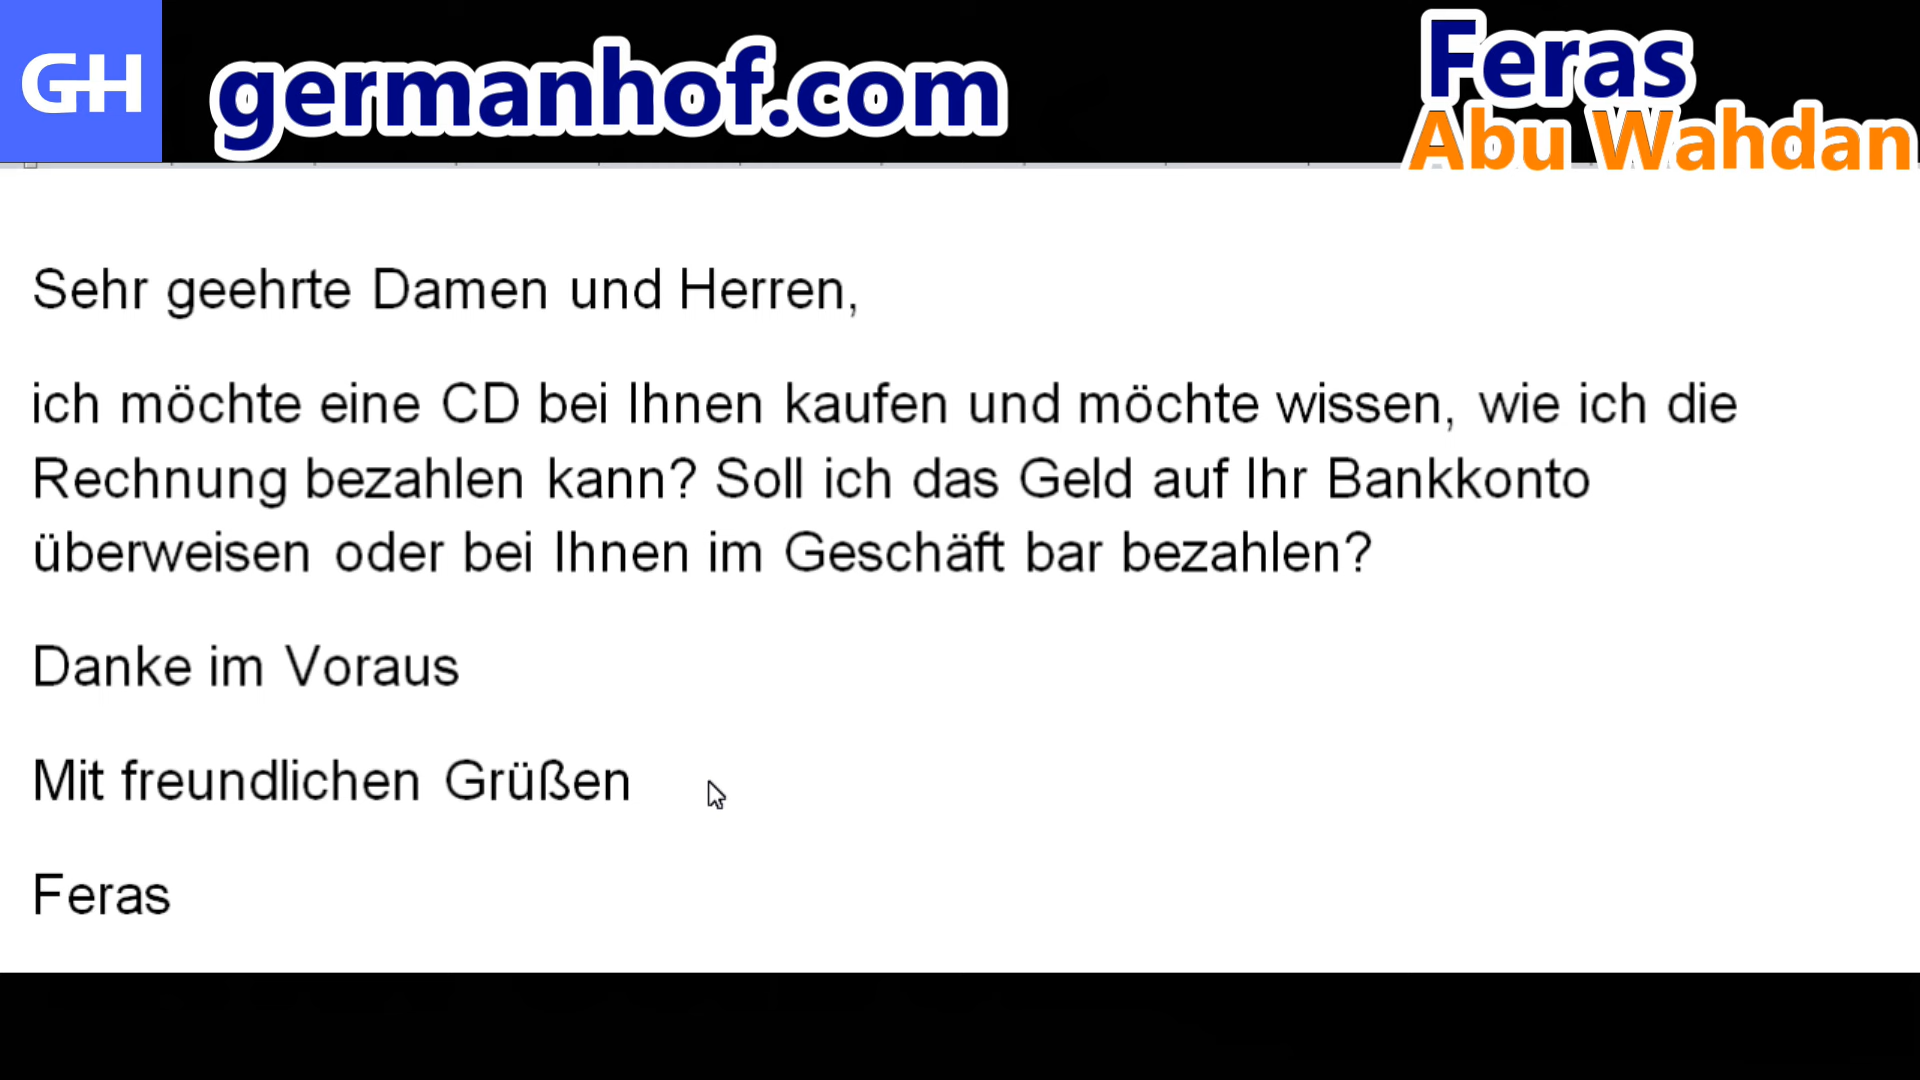 GH
germanhof.com
Feras
Abu Wahdan
Sehr geehrte Damen und Herren,
ich möchte eine CD bei Ihnen kaufen und möchte wissen, wie ich die
Rechnung bezahlen kann? Soll ich das Geld auf Ihr Bankkonto
überweisen oder bei Ihnen im Geschäft bar bezahlen?
Danke im Voraus
Mit freundlichen Grüßen
Feras